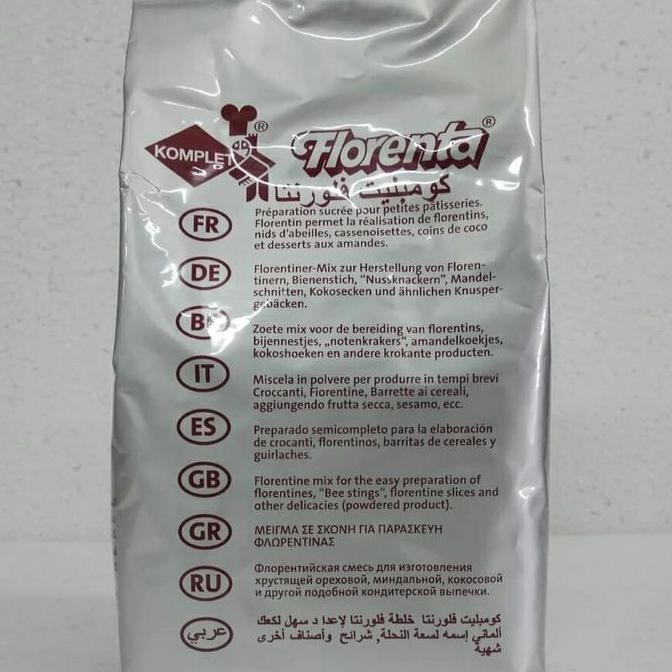 KOMPLET ®
Florenta ®
كومبليت فلورنتا
FR
Préparation sucrée pour petites pâtisseries.
Florentin permet la réalisation de florentins,
nids d'abeilles, cassenoisettes, coins de coco
et desserts aux amandes.
DE
Florentiner-Mix zur Herstellung von Floren-
tinern, Bienenstich, "Nussknackern", Mandel-
schnitten, Kokosecken und ähnlichen Knusper-
gebäcken.
Zoete mix voor de bereiding van florentins,
bijennestjes, „notenkrakers", amandelkoekjes,
kokoshoeken en andere krokante producten.
IT
Miscela in polvere per produrre in tempi brevi
Croccanti, Fiorentine, Barrette ai cereali,
aggiungendo frutta secca, sesamo, ecc.
ES
Preparado semicompleto para la elaboración
de crocanti, florentinos, barritas de cereales y
guirlaches.
GB
Florentine mix for the easy preparation of
florentines, "Bee stings", florentine slices and
other delicacies (powdered product).
GR
ΜΕΙΓΜΑ ΣΕ ΣΚΟΝΗ ΓΙΑ ΠΑΡΑΣΚΕΥΗ
ΦΛΩΡΕΝΤΙΝΑΣ
RU
Флорентийская смесь для изготовления
хрустящей ореховой, миндальной, кокосовой
и другой подобной кондитерской выпечки.
عربي
كومبليت فلورنتا خلطة فلورنتا لإعدا د سهل لكعك
ألماني إسمه لسعة النحلة, شرائح وأصناف أخرى
شهية